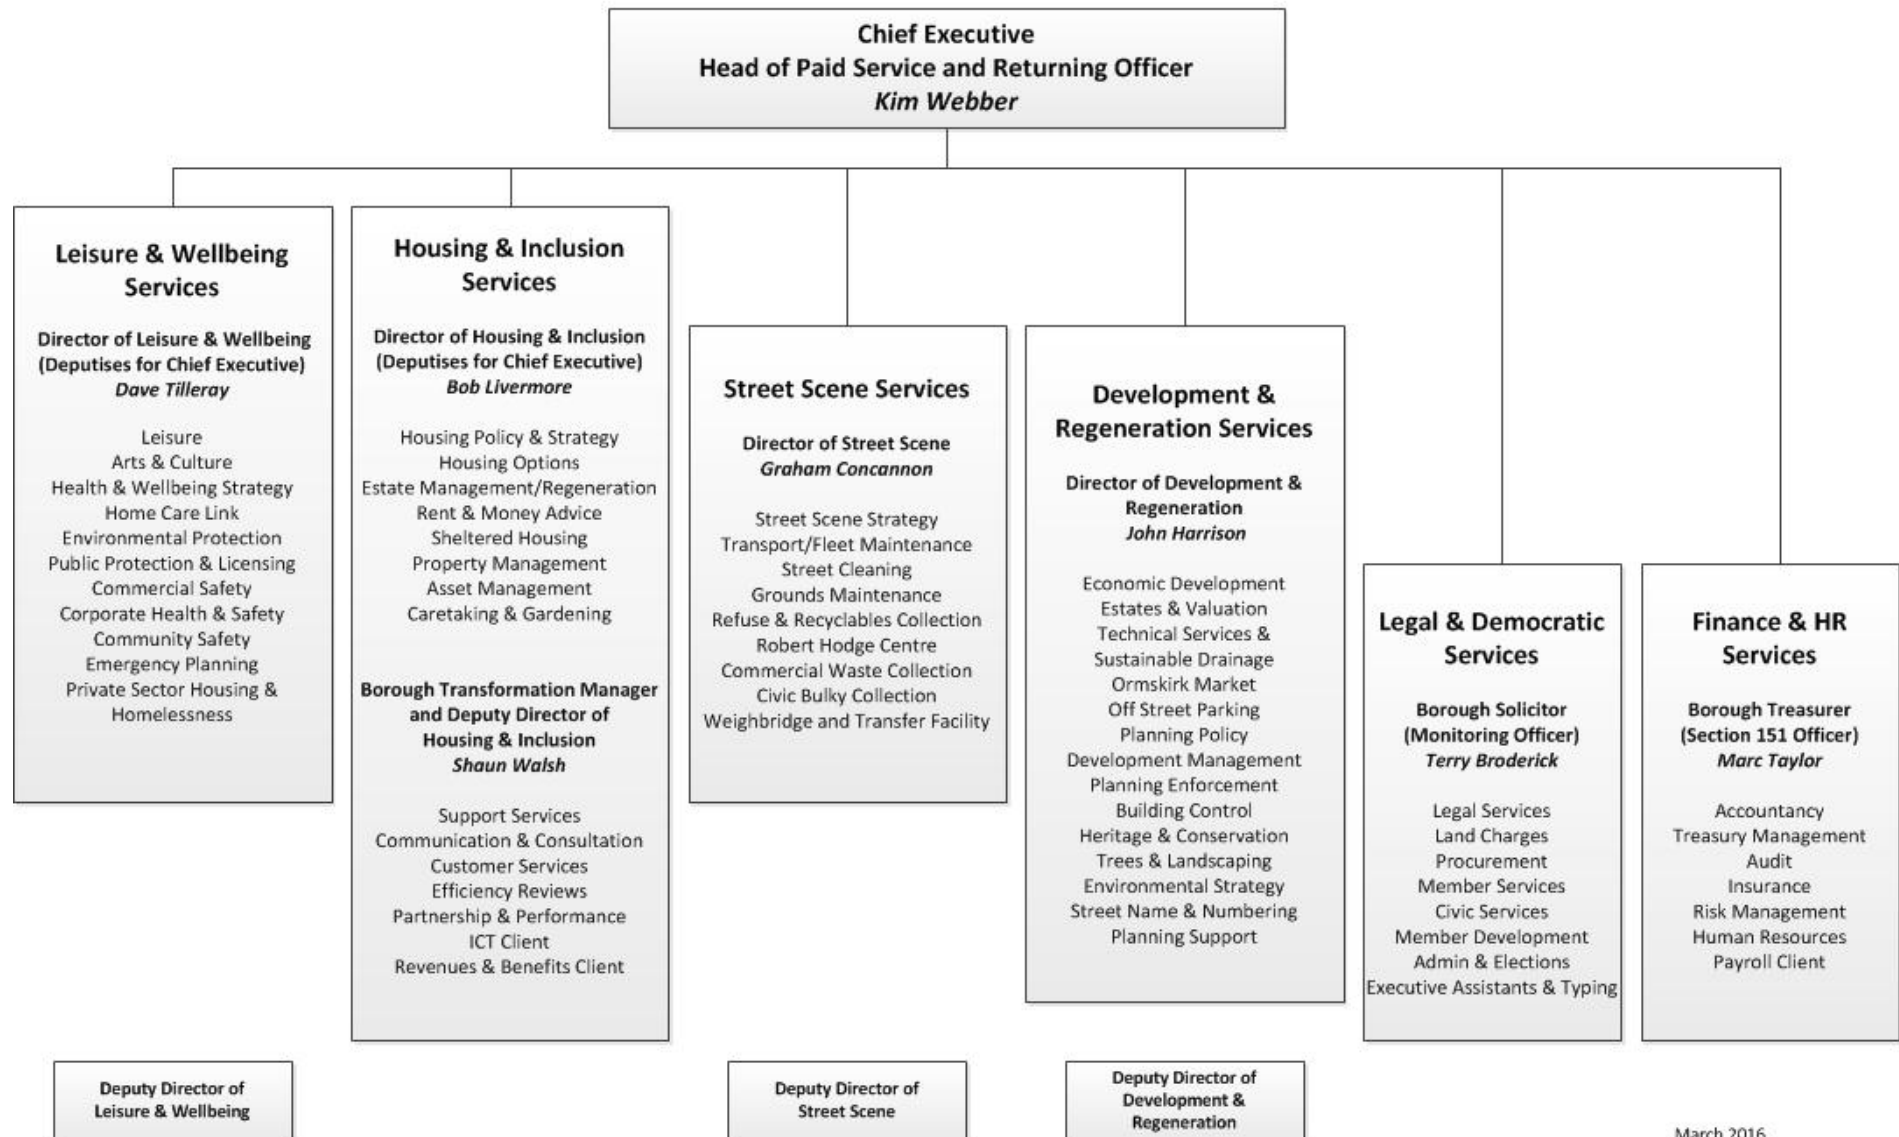 Chief Executive
Head of Paid Service and Returning Officer
Kim Webber
Leisure & Wellbeing
Services
Director of Leisure & Wellbeing
(Deputises for Chief Executive)
Dave Tilleray
Leisure
Arts & Culture
Health & Wellbeing Strategy
Home Care Link
Environmental Protection
Public Protection & Licensing
Commercial Safety
Corporate Health & Safety
Community Safety
Emergency Planning
Private Sector Housing &
Homelessness
Housing & Inclusion
Services
Director of Housing & Inclusion
(Deputises for Chief Executive)
Bob Livermore
Housing Policy & Strategy
Housing Options
Estate Management/Regeneration
Rent & Money Advice
Sheltered Housing
Property Management
Asset Management
Caretaking & Gardening
Borough Transformation Manager
and Deputy Director of
Housing & Inclusion
Shaun Walsh
Support Services
Communication & Consultation
Customer Services
Efficiency Reviews
Partnership & Performance
ICT Client
Revenues & Benefits Client
Street Scene Services
Director of Street Scene
Graham Concannon
Street Scene Strategy
Transport/Fleet Maintenance
Street Cleaning
Grounds Maintenance
Refuse & Recyclables Collection
Robert Hodge Centre
Commercial Waste Collection
Civic Bulky Collection
Weighbridge and Transfer Facility
Development &
Regeneration Services
Director of Development &
Regeneration
John Harrison
Economic Development
Estates & Valuation
Technical Services &
Sustainable Drainage
Ormskirk Market
Off Street Parking
Planning Policy
Development Management
Planning Enforcement
Building Control
Heritage & Conservation
Trees & Landscaping
Environmental Strategy
Street Name & Numbering
Planning Support
Legal & Democratic
Services
Borough Solicitor
(Monitoring Officer)
Terry Broderick
Legal Services
Land Charges
Procurement
Member Services
Civic Services
Member Development
Admin & Elections
Executive Assistants & Typing
Finance & HR
Services
Borough Treasurer
(Section 151 Officer)
Marc Taylor
Accountancy
Treasury Management
Audit
Insurance
Risk Management
Human Resources
Payroll Client
Deputy Director of
Leisure & Wellbeing
Deputy Director of
Street Scene
Deputy Director of
Development &
Regeneration
March 2016